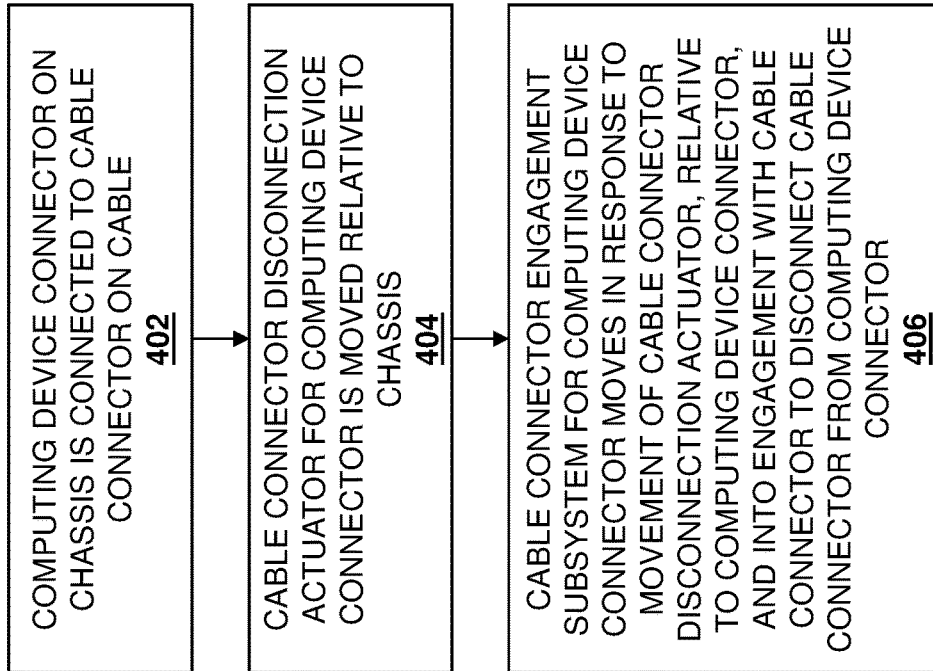 COMPUTING DEVICE CONNECTOR ON
CHASSIS IS CONNECTED TO CABLE
CONNECTOR ON CABLE
402
CABLE CONNECTOR DISCONNECTION
ACTUATOR FOR COMPUTING DEVICE
CONNECTOR IS MOVED RELATIVE TO
CHASSIS
404
CABLE CONNECTOR ENGAGEMENT
SUBSYSTEM FOR COMPUTING DEVICE
CONNECTOR MOVES IN RESPONSE TO
MOVEMENT OF CABLE CONNECTOR
DISCONNECTION ACTUATOR, RELATIVE
TO COMPUTING DEVICE CONNECTOR,
AND INTO ENGAGEMENT WITH CABLE
CONNECTOR TO DISCONNECT CABLE
CONNECTOR FROM COMPUTING DEVICE
CONNECTOR
406